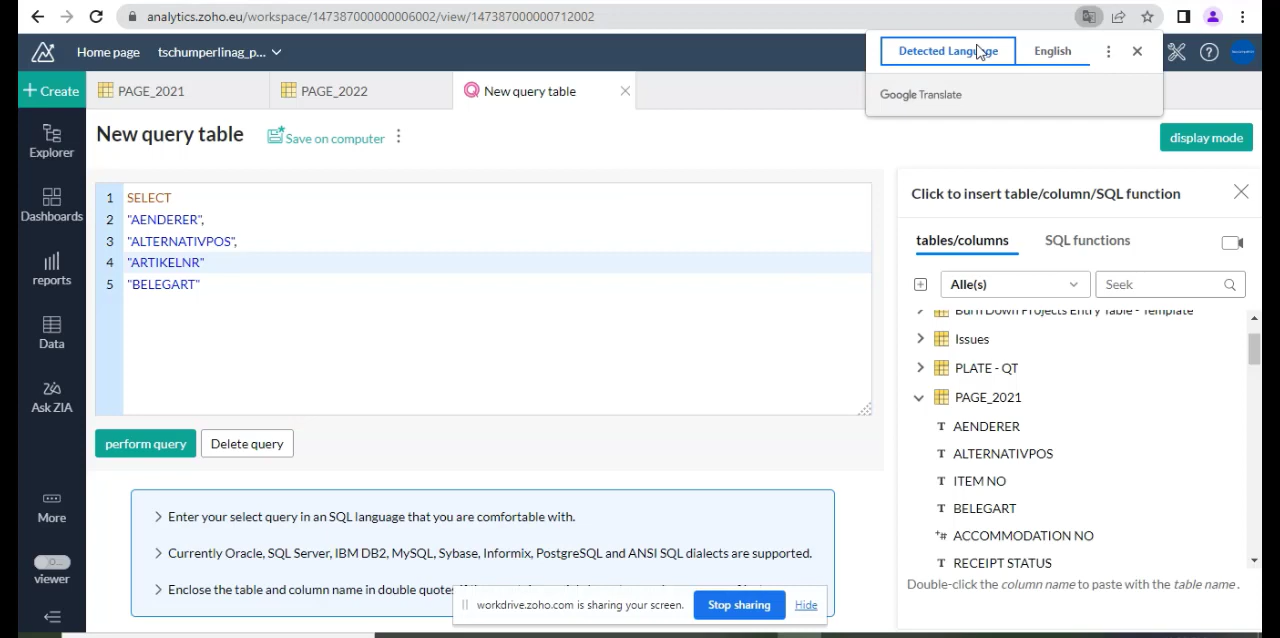 analytics.zoho.eu/workspace/147387000000006002/view/147387000000712002
Home page tschumperlinag_p...
Detected Language English
Google Translate
Create PAGE_2021 PAGE_2022 New query table
New query table Save on computer
display mode
Explorer
Dashboards
reports
Data
Ask ZIA
More
viewer
1 SELECT
2 "AENDERER",
3 "ALTERNATIVPOS",
4 "ARTIKELNR"
5 "BELEGART"
perform query Delete query
Enter your select query in an SQL language that you are comfortable with.
Currently Oracle, SQL Server, IBM DB2, MySQL, Sybase, Informix, PostgreSQL and ANSI SQL dialects are supported.
Enclose the table and column name in double quotes
workdrive.zoho.com is sharing your screen. Stop sharing Hide
Click to insert table/column/SQL function
tables/columns SQL functions
Alle(s) Seek
Burn Down Projects Entry Table - Template
Issues
PLATE - QT
PAGE_2021
T AENDERER
T ALTERNATIVPOS
T ITEM NO
T BELEGART
ACCOMMODATION NO
T RECEIPT STATUS
Double-click the column name to paste with the table name .